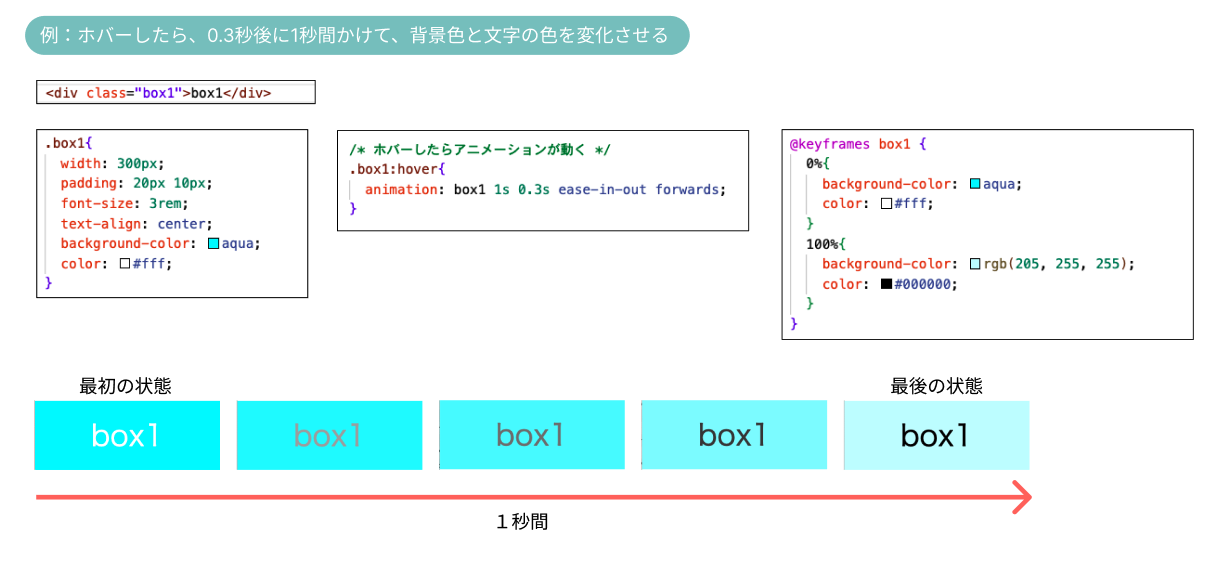 例：ホバーしたら、0.3秒後に1秒間かけて、背景色と文字の色を変化させる
<div class="box1">box1</div>
.box1{
width: 300px;
padding: 20px 10px;
font-size: 3rem;
text-align: center;
background-color: aqua;
color: #fff;
}
/* ホバーしたらアニメーションが動く */
.box1:hover{
animation: box1 1s 0.3s ease-in-out forwards;
}
@keyframes box1 {
0%{
background-color: aqua;
color: #fff;
}
100%{
background-color: rgb(205, 255, 255);
color: #000000;
}
}
最初の状態
最後の状態
box1
box1
box1
box1
box1
１秒間